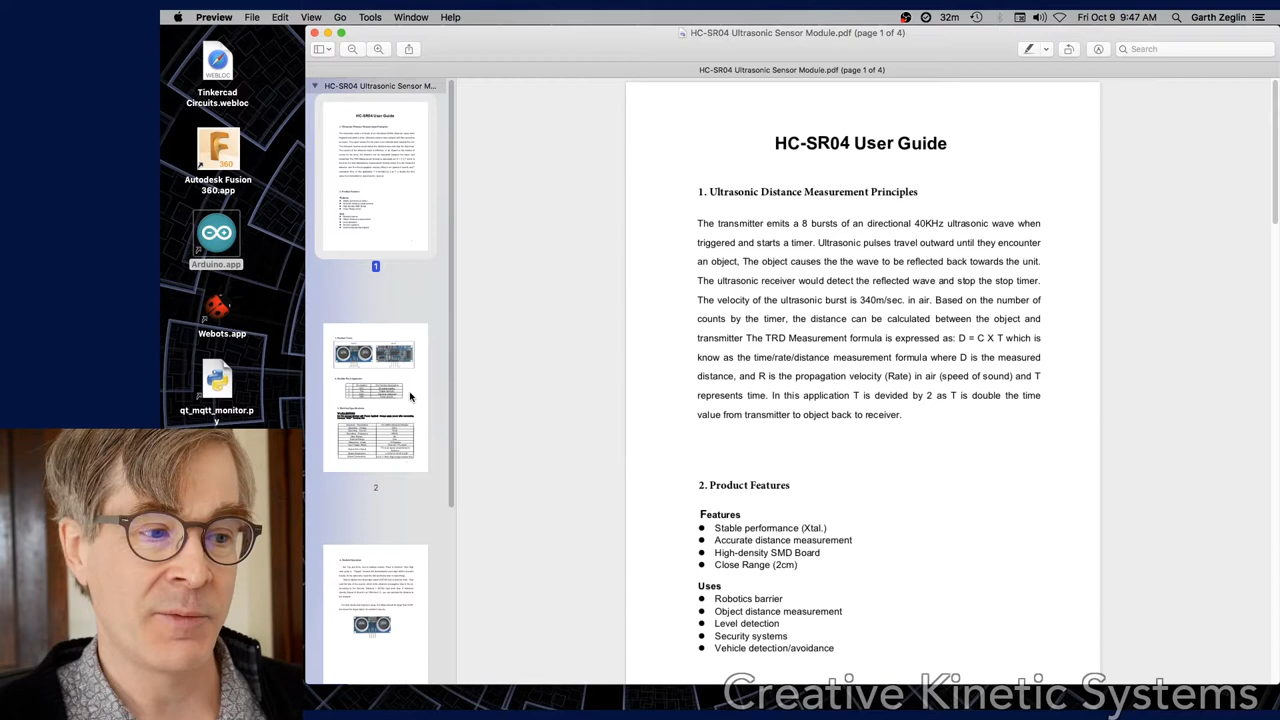 Preview File Edit View Go Tools Window Help
32m
Fri Oct 9 9:47 AM Garth Zeglin
HC-SR04 Ultrasonic Sensor Module.pdf (page 1 of 4)
Search
HC-SR04 Ultrasonic Sensor Module.pdf (page 1 of 4)
WEBLOC
Tinkercad
Circuits.webloc
360
Autodesk Fusion
360.app
Arduino.app
Webots.app
qt_mqtt_monitor.p
y
HC-SR04 Ultrasonic Sensor M...
HC-SR04 User Guide
1
2
HC-SR04 User Guide
1. Ultrasonic Distance Measurement Principles
The transmitter emits a 8 bursts of an directional 40KHz ultrasonic wave when
triggered and starts a timer. Ultrasonic pulses travel outward until they encounter
an object, The object causes the the wave to be reflected back towards the unit.
The ultrasonic receiver would detect the reflected wave and stop the stop timer.
The velocity of the ultrasonic burst is 340m/sec. in air. Based on the number of
counts by the timer, the distance can be calculated between the object and
transmitter The TRD Measurement formula is expressed as: D = C X T which is
know as the time/rate/distance measurement formula where D is the measured
distance, and R is the propagation velocity (Rate) in air (speed of sound) and T
represents time. In this application T is devided by 2 as T is double the time
value from transmitter to object back to receiver.
2. Product Features
Features
● Stable performance (Xtal.)
● Accurate distance measurement
● High-density SMD Board
● Close Range (2cm)
Uses
● Robotics barrier
● Object distance measurement
● Level detection
● Security systems
● Vehicle detection/avoidance
Creative Kinetic Systems